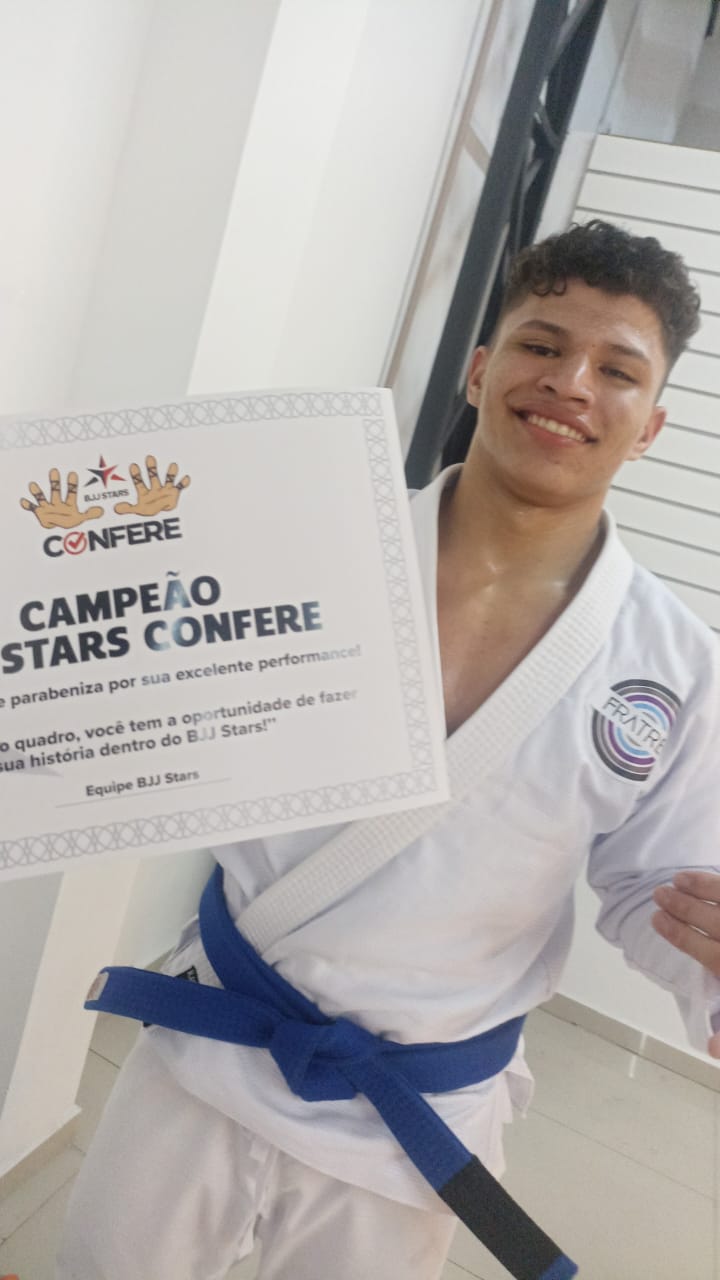 BJJ STARS
CONFERE
CAMPEÃO
STARS CONFERE
e parabeniza por sua excelente performance!
o quadro, você tem a oportunidade de fazer
sua história dentro do BJJ Stars!"
Equipe BJJ Stars
FRATRE